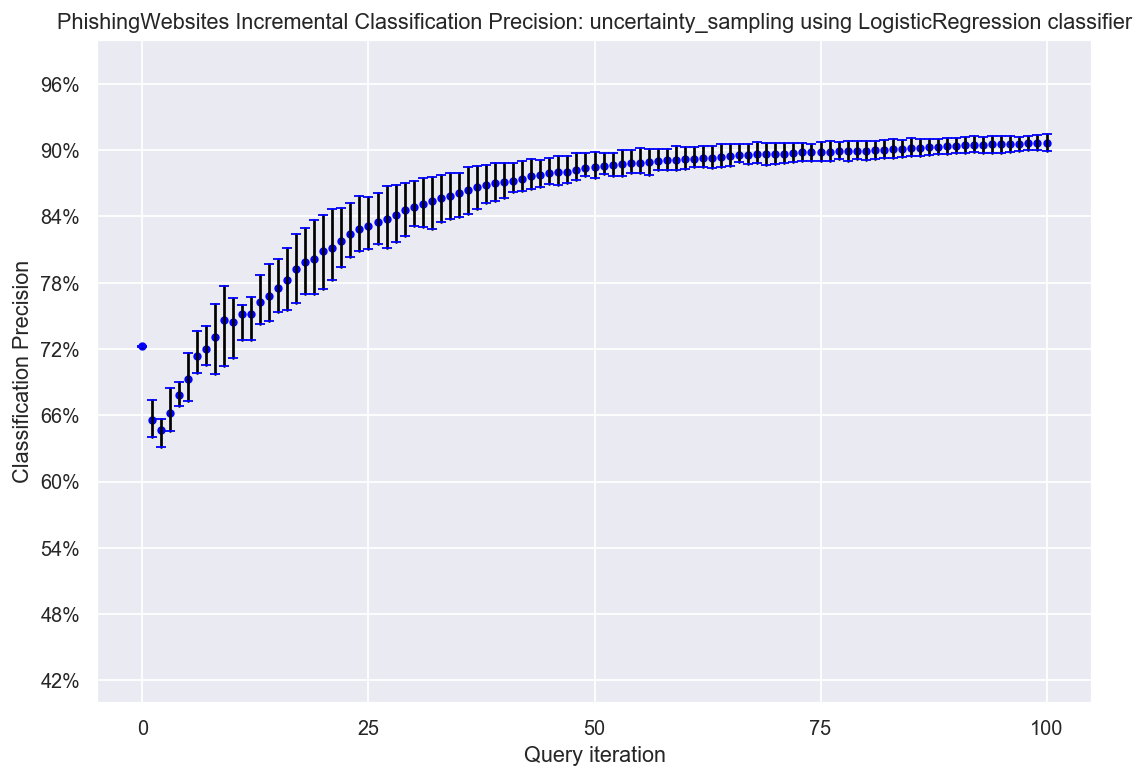 PhishingWebsites Incremental Classification Precision: uncertainty_sampling using LogisticRegression classifier
96%
90%
84%
78%
72%
66%
60%
54%
48%
42%
Classification Precision
0 25 50 75 100
Query iteration